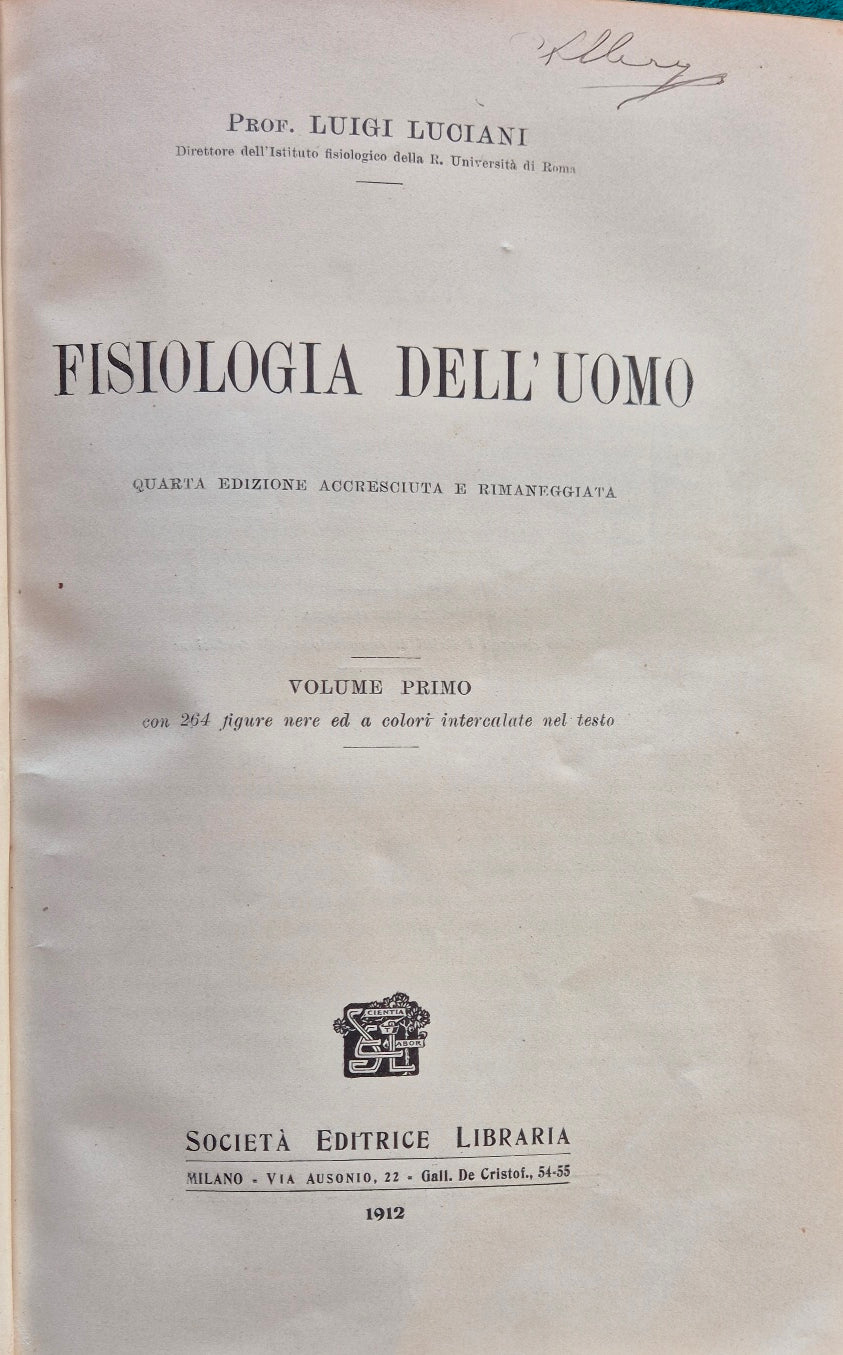 Prof. LUIGI LUCIANI
Direttore dell'Istituto fisiologico della R. Università di Roma
FISIOLOGIA DELL'UOMO
QUARTA EDIZIONE ACCRESCIUTA E RIMANEGGIATA
VOLUME PRIMO
con 264 figure nere ed a colori intercalate nel testo
SCIENTIA
ET
LABOR
SOCIETÀ EDITRICE LIBRARIA
MILANO - VIA AUSONIO, 22 - Gall. De Cristof., 54-55
1912